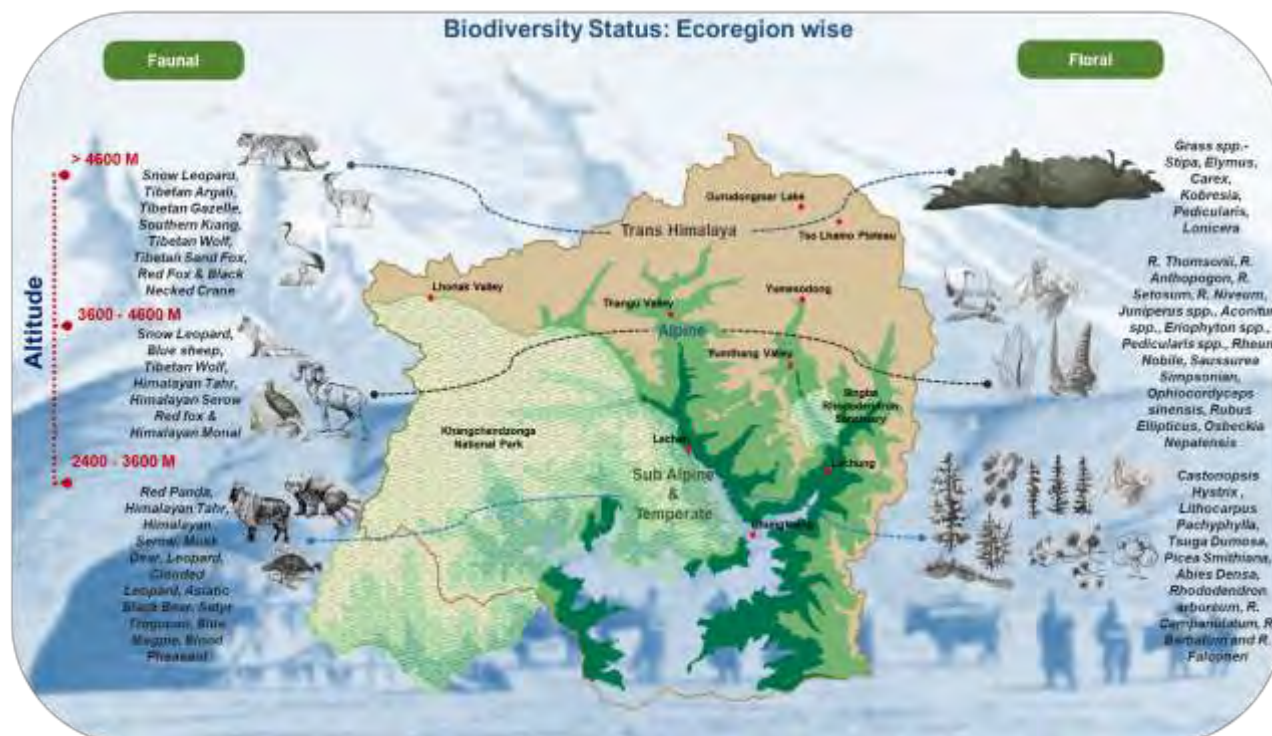 Biodiversity Status: Ecoregion wise
Faunal
Floral
Altitude
> 4600 M
Snow Leopard,
Tibetan Argali,
Tibetan Gazelle,
Southern Kiang,
Tibetan Wolf,
Tibetan Sand Fox,
Red Fox & Black
Necked Crane
3600 - 4600 M
Snow Leopard,
Blue sheep,
Tibetan Wolf,
Himalayan Tahr,
Himalayan Serow
Red fox &
Himalayan Monal
2400 - 3600 M
Red Panda,
Himalayan Tahr,
Himalayan
Serow, Musk
Deer, Leopard,
Clouded
Leopard, Asiatic
Black Bear, Satyr
Tragopan, Blue
Magpie, Blood
Pheasant
Gurudongmar Lake
Trans Himalaya
Tso Lhamo Plateau
Lhonak Valley
Thangu Valley
Yumesodong
Alpine
Yumthang Valley
Singba
Rhododendron
Sanctuary
Khangchendzonga
National Park
Lachen
Lachung
Sub Alpine
&
Temperate
Chungthang
Grass spp.-
Stipa, Elymus,
Carex,
Kobresia,
Pedicularis,
Lonicera
R. Thomsonii, R.
Anthopogon, R.
Setosum, R. Niveum,
Juniperus spp., Aconitum
spp., Eriophyton spp.,
Pedicularis spp., Rheum
Nobile, Saussurea
Simpsonian,
Ophiocordyceps
sinensis, Rubus
Ellipticus, Osbeckia
Nepalensis
Castonopsis
Hystrix ,
Lithocarpus
Pachyphylla,
Tsuga Dumosa,
Picea Smithiana,
Abies Densa,
Rhododendron
arboreum, R.
Campanulatum, R.
Barbatum and R.
Falconeri